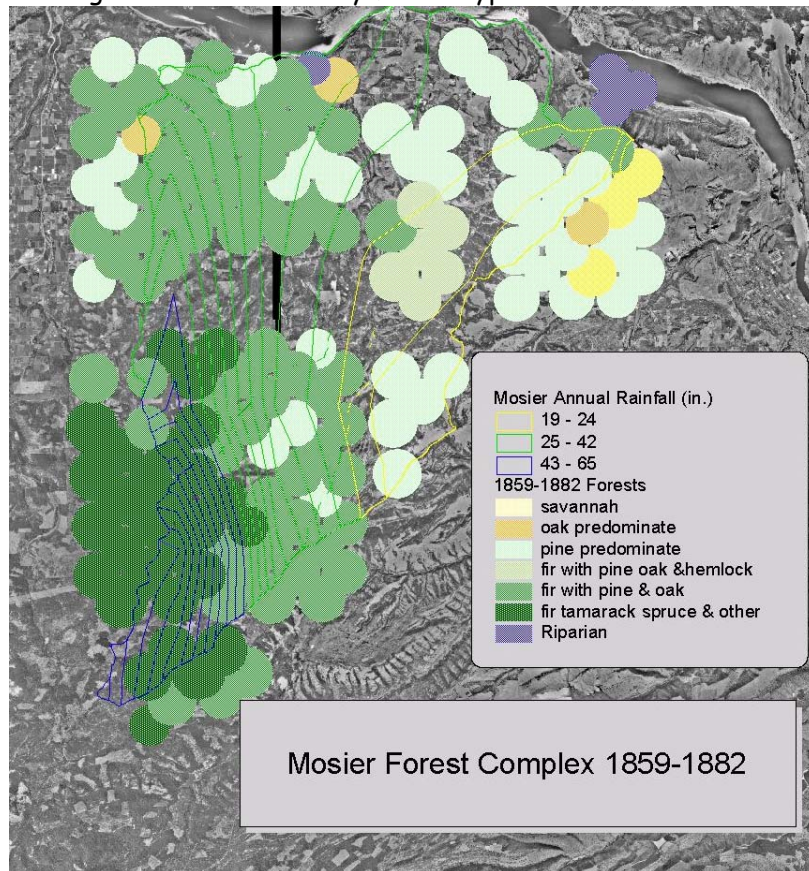 Mosier Annual Rainfall (in.)
19 - 24
25 - 42
43 - 65
1859-1882 Forests
savannah
oak predominate
pine predominate
fir with pine oak &hemlock
fir with pine & oak
fir tamarack spruce & other
Riparian
Mosier Forest Complex 1859-1882